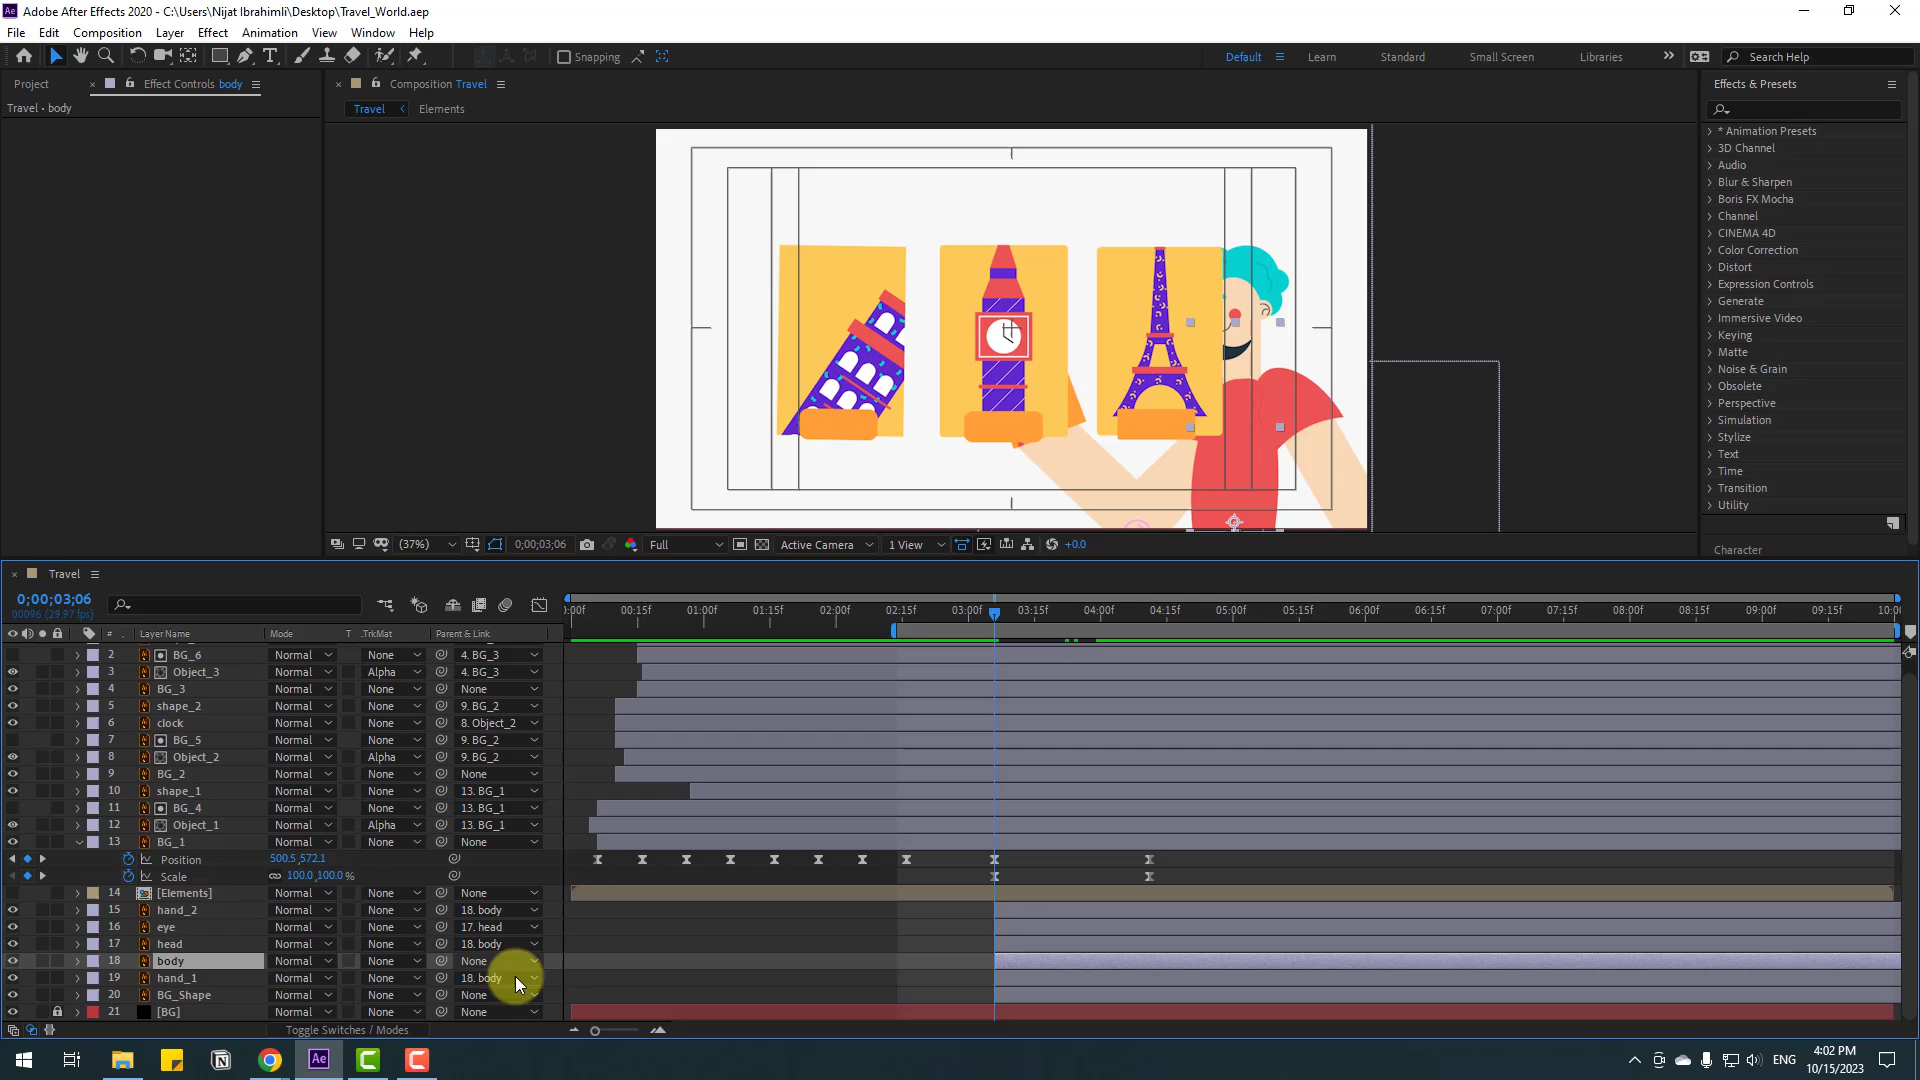 Adobe After Effects 2020 - C:\Users\Nijat Ibrahimli\Desktop\Travel_World.aep
File Edit Composition Layer Effect Animation View Window Help
Snapping Default Learn Standard Small Screen Libraries Search Help
Project Effect Controls body Composition Travel Effects & Presets
Travel • body Travel Elements
* Animation Presets
3D Channel
Audio
Blur & Sharpen
Boris FX Mocha
Channel
CINEMA 4D
Color Correction
Distort
Expression Controls
Generate
Immersive Video
Keying
Matte
Noise & Grain
Obsolete
Perspective
Simulation
Stylize
Text
Time
Transition
Utility
Character
(37%) 0;00;03;06 Full Active Camera 1 View +0.0
Travel
0;00;03;06
00096 (29.97 fps)
:00f 00:15f 01:00f 01:15f 02:00f 02:15f 03:00f 03:15f 04:00f 04:15f 05:00f 05:15f 06:00f 06:15f 07:00f 07:15f 08:00f 08:15f 09:00f 09:15f 10:00f
# Layer Name Mode T .TrkMat Parent & Link
2 BG_6 Normal None 4. BG_3
3 Object_3 Normal Alpha 4. BG_3
4 BG_3 Normal None None
5 shape_2 Normal None 9. BG_2
6 clock Normal None 8. Object_2
7 BG_5 Normal None 9. BG_2
8 Object_2 Normal Alpha 9. BG_2
9 BG_2 Normal None None
10 shape_1 Normal None 13. BG_1
11 BG_4 Normal None 13. BG_1
12 Object_1 Normal Alpha 13. BG_1
13 BG_1 Normal None None
Position 500.5,572.1
Scale 100.0,100.0 %
14 [Elements] Normal None None
15 hand_2 Normal None 18. body
16 eye Normal None 17. head
17 head Normal None 18. body
18 body Normal None None
19 hand_1 Normal None 18. body
20 BG_Shape Normal None None
21 [BG] Normal None None
Toggle Switches / Modes
ENG 4:02 PM
10/15/2023